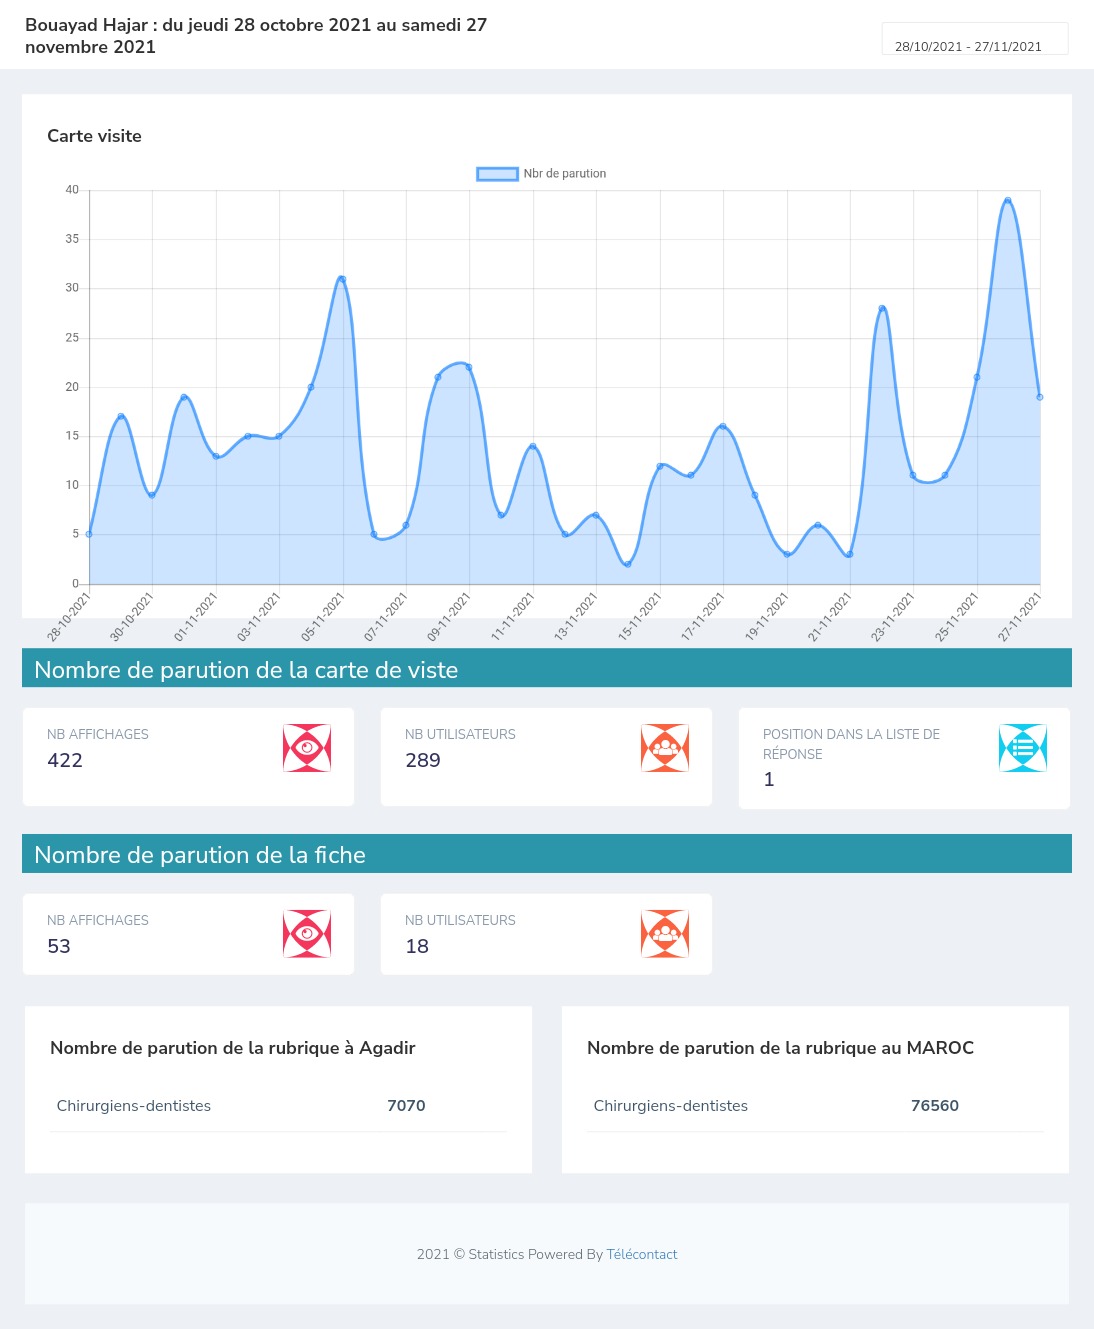 Bouayad Hajar : du jeudi 28 octobre 2021 au samedi 27
novembre 2021
28/10/2021 - 27/11/2021
Carte visite
Nbr de parution
40
35
30
25
20
15
10
5
0
28-10-2021
30-10-2021
01-11-2021
03-11-2021
05-11-2021
07-11-2021
09-11-2021
11-11-2021
13-11-2021
15-11-2021
17-11-2021
19-11-2021
21-11-2021
23-11-2021
25-11-2021
27-11-2021
Nombre de parution de la carte de viste
NB AFFICHAGES
422
NB UTILISATEURS
289
POSITION DANS LA LISTE DE
RÉPONSE
1
Nombre de parution de la fiche
NB AFFICHAGES
53
NB UTILISATEURS
18
Nombre de parution de la rubrique à Agadir
Chirurgiens-dentistes 7070
Nombre de parution de la rubrique au MAROC
Chirurgiens-dentistes 76560
2021 © Statistics Powered By Télécontact